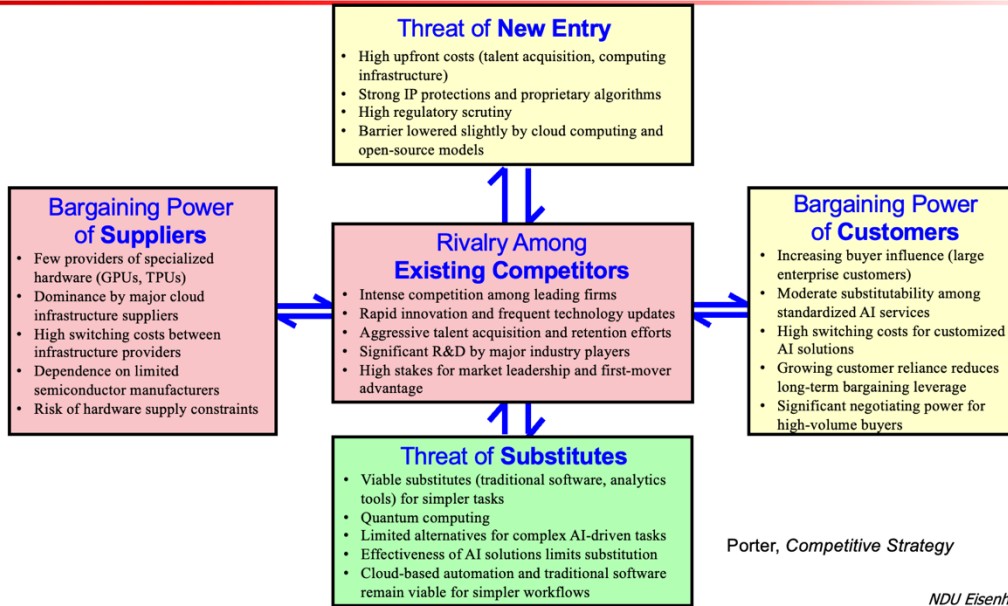 Threat of New Entry
• High upfront costs (talent acquisition, computing
infrastructure)
• Strong IP protections and proprietary algorithms
• High regulatory scrutiny
• Barrier lowered slightly by cloud computing and
open-source models
Bargaining Power
of Suppliers
• Few providers of specialized
hardware (GPUs, TPUs)
• Dominance by major cloud
infrastructure suppliers
• High switching costs between
infrastructure providers
• Dependence on limited
semiconductor manufacturers
• Risk of hardware supply constraints
Rivalry Among
Existing Competitors
• Intense competition among leading firms
• Rapid innovation and frequent technology updates
• Aggressive talent acquisition and retention efforts
• Significant R&D by major industry players
• High stakes for market leadership and first-mover
advantage
Bargaining Power
of Customers
• Increasing buyer influence (large
enterprise customers)
• Moderate substitutability among
standardized AI services
• High switching costs for customized
AI solutions
• Growing customer reliance reduces
long-term bargaining leverage
• Significant negotiating power for
high-volume buyers
Threat of Substitutes
• Viable substitutes (traditional software, analytics
tools) for simpler tasks
• Quantum computing
• Limited alternatives for complex AI-driven tasks
• Effectiveness of AI solutions limits substitution
• Cloud-based automation and traditional software
remain viable for simpler workflows
Porter, Competitive Strategy
NDU